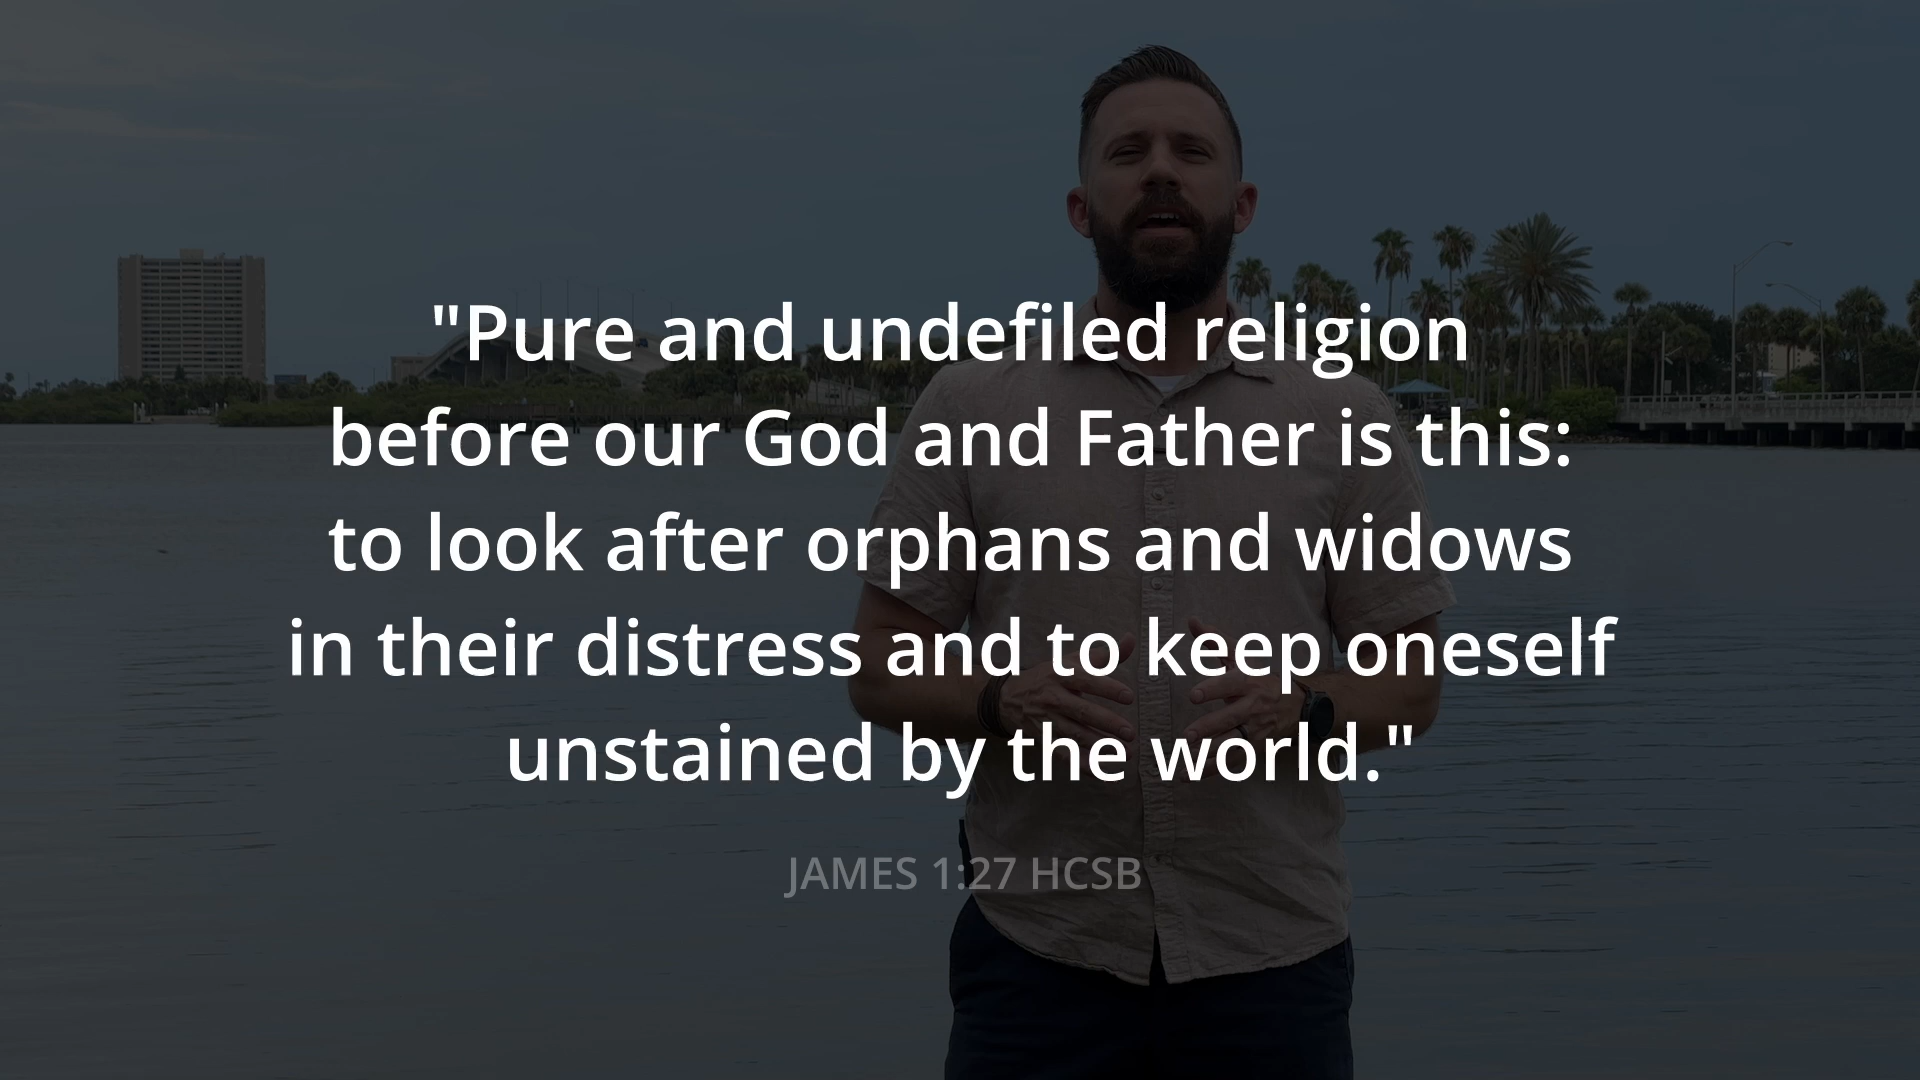 "Pure and undefiled religion
before our God and Father is this:
to look after orphans and widows
in their distress and to keep oneself
unstained by the world."
JAMES 1:27 HCSB